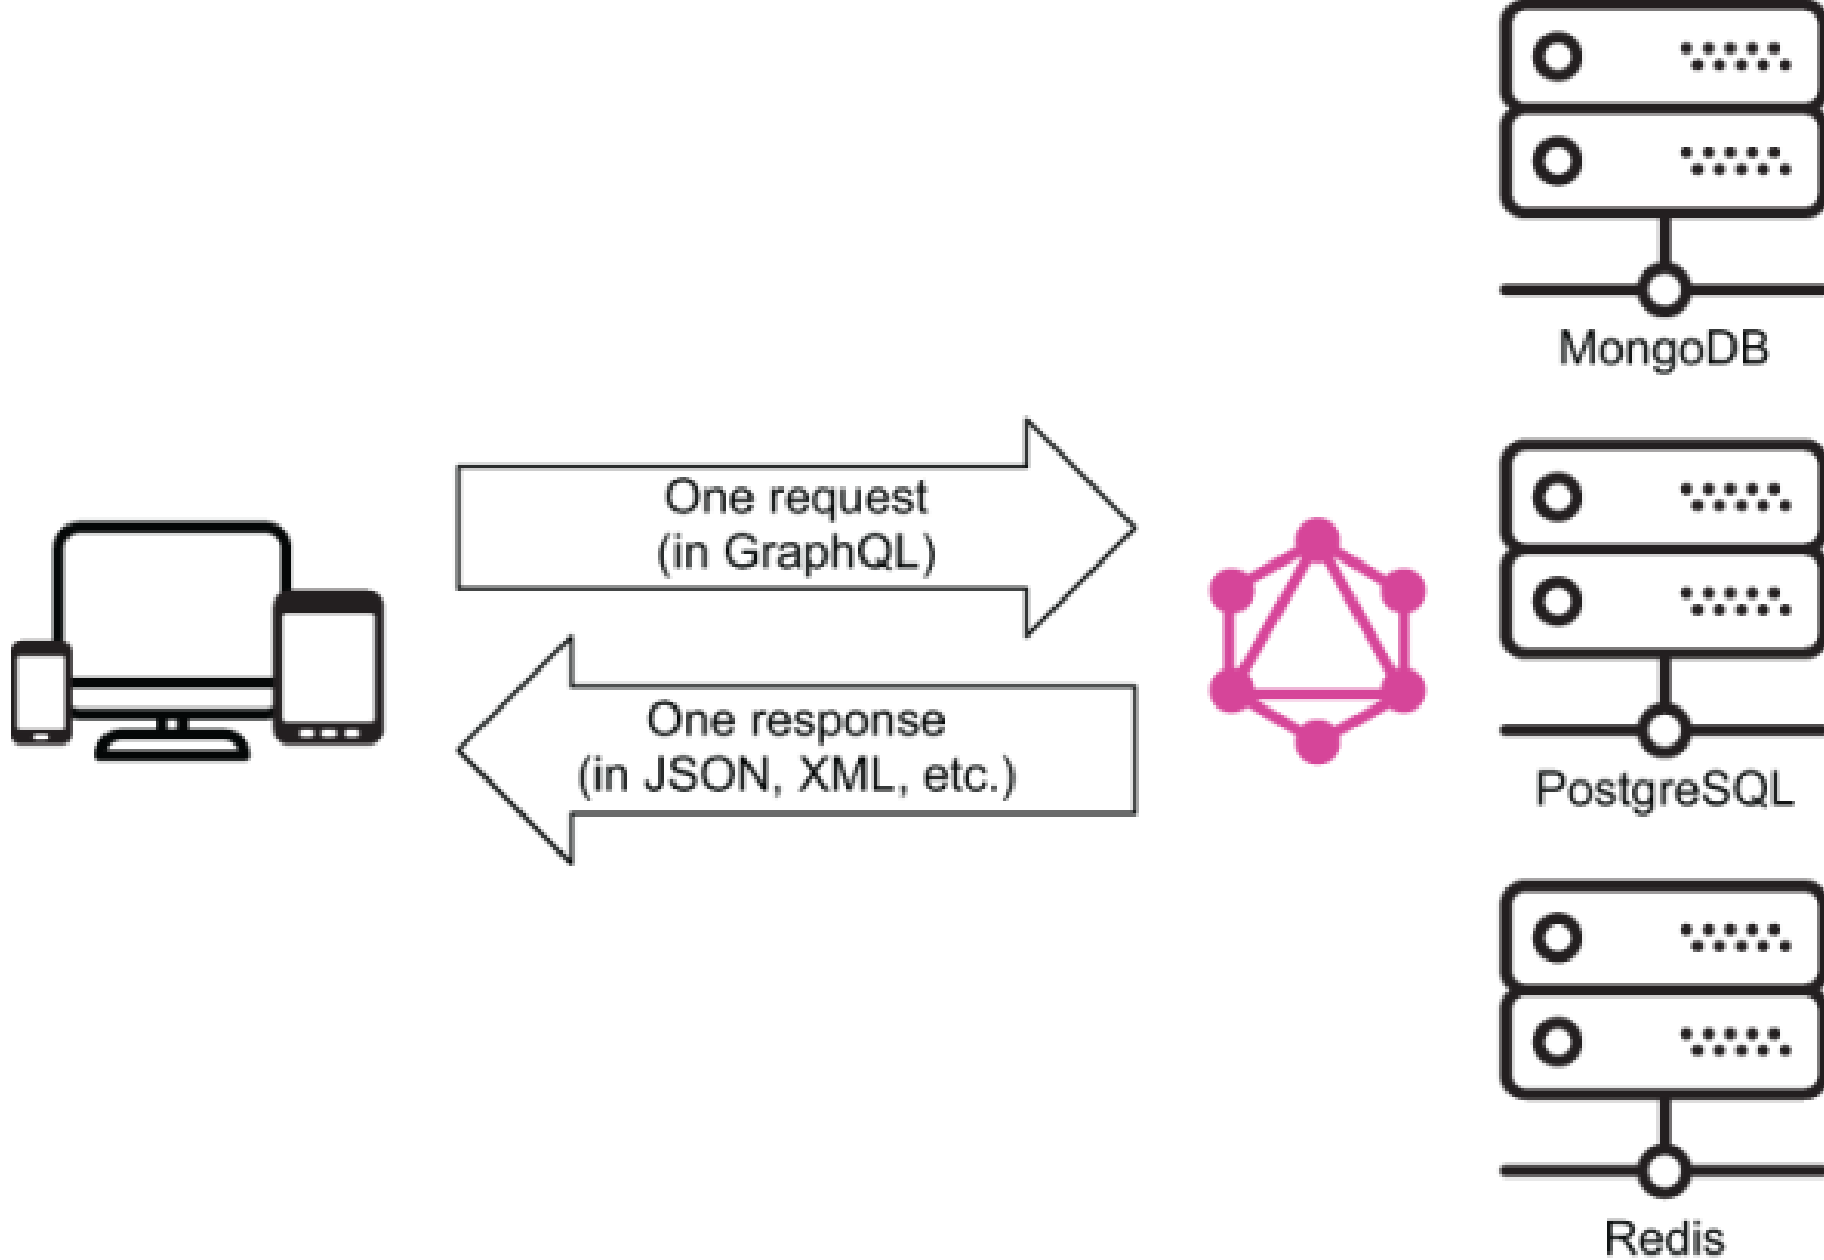 MongoDB
One request
(in GraphQL)
One response
(in JSON, XML, etc.)
PostgreSQL
Redis